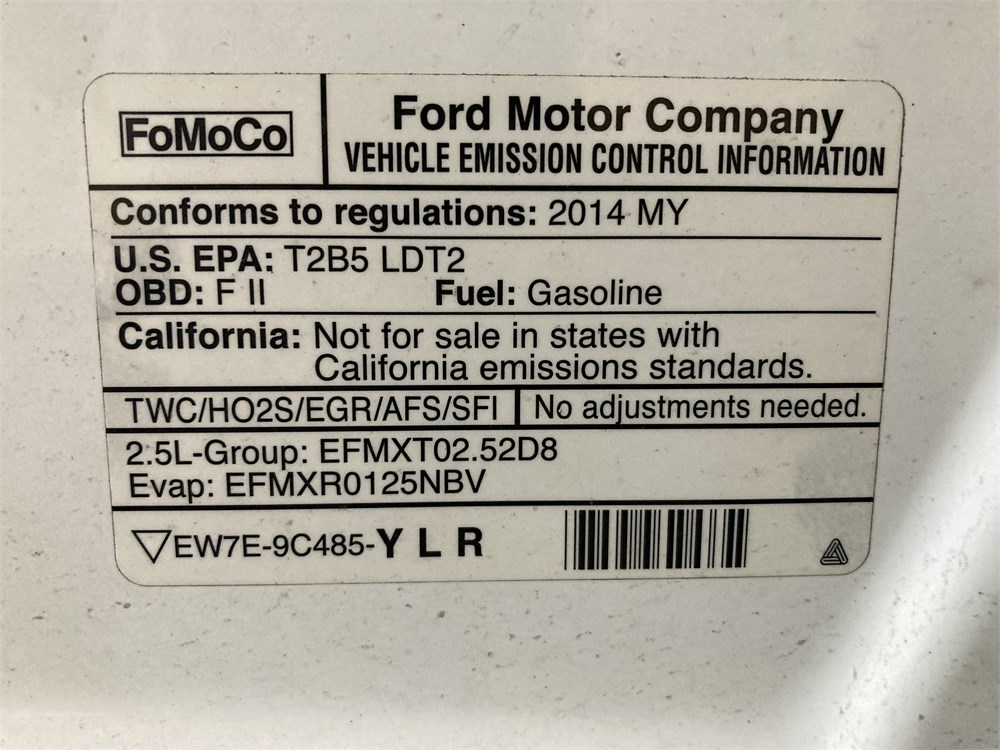 FoMoCo
Ford Motor Company
VEHICLE EMISSION CONTROL INFORMATION
Conforms to regulations: 2014 MY
U.S. EPA: T2B5 LDT2
OBD: F II Fuel: Gasoline
California: Not for sale in states with
California emissions standards.
TWC/HO2S/EGR/AFS/SFI No adjustments needed.
2.5L-Group: EFMXT02.52D8
Evap: EFMXR0125NBV
EW7E-9C485-Y L R